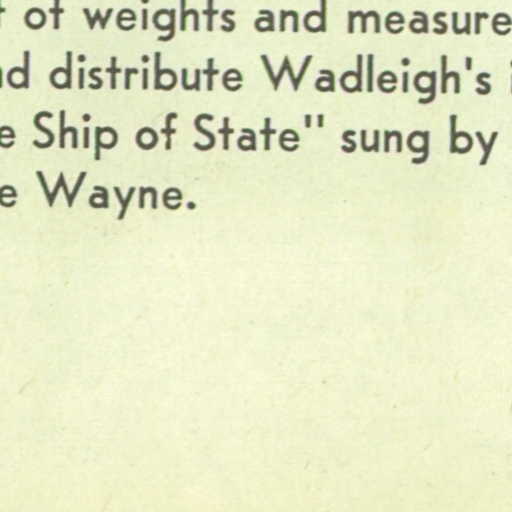 of weights and measure
nd distribute Wadleigh's
e Ship of State" sung by
e Wayne.